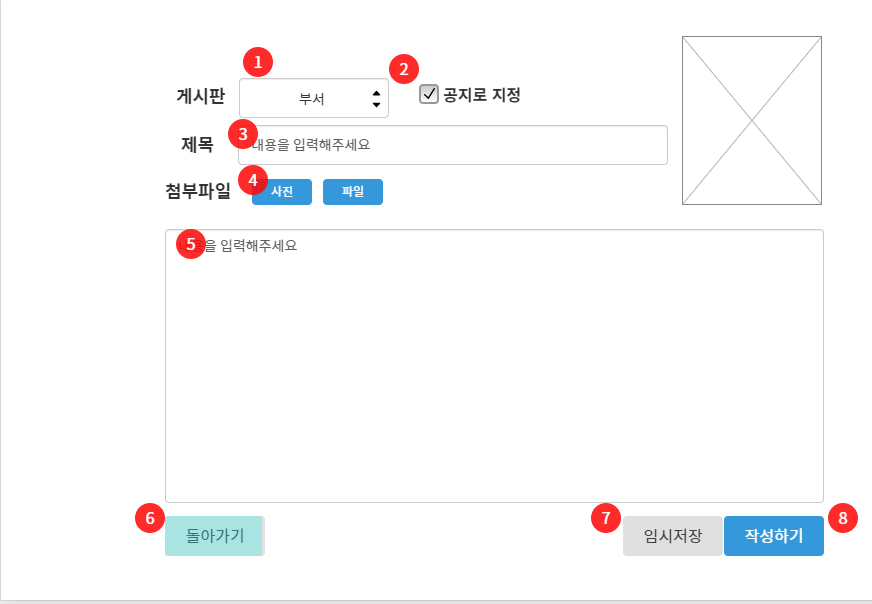 1
2
게시판
부서
공지로 지정
제목
3
내용을 입력해주세요
첨부파일
4
사진
파일
5
을 입력해주세요
6
돌아가기
7
임시저장
작성하기
8